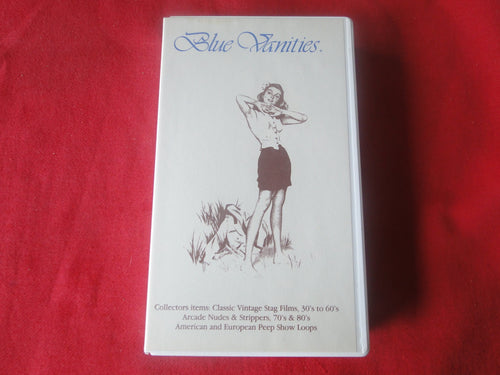 Blue Vanities™
Collectors items: Classic Vintage Stag Films, 30's to 60's
Arcade Nudes & Strippers, 70's & 80's
American and European Peep Show Loops